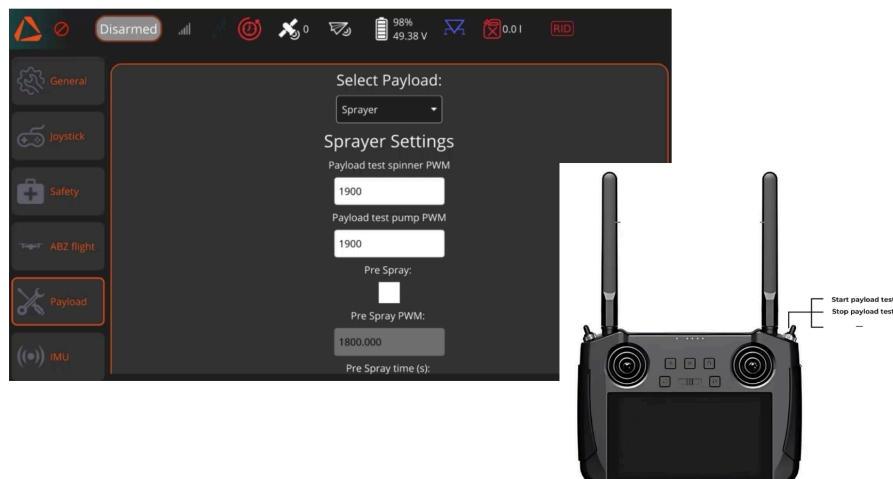 Disarmed
0
98%
49.38 V
0.0 l
RID
General
Joystick
Safety
ABZ flight
Payload
IMU
Select Payload:
Sprayer
Sprayer Settings
Payload test spinner PWM
1900
Payload test pump PWM
1900
Pre Spray:
Pre Spray PWM:
1800.000
Pre Spray time (s):
Start payload test
Stop payload test
—